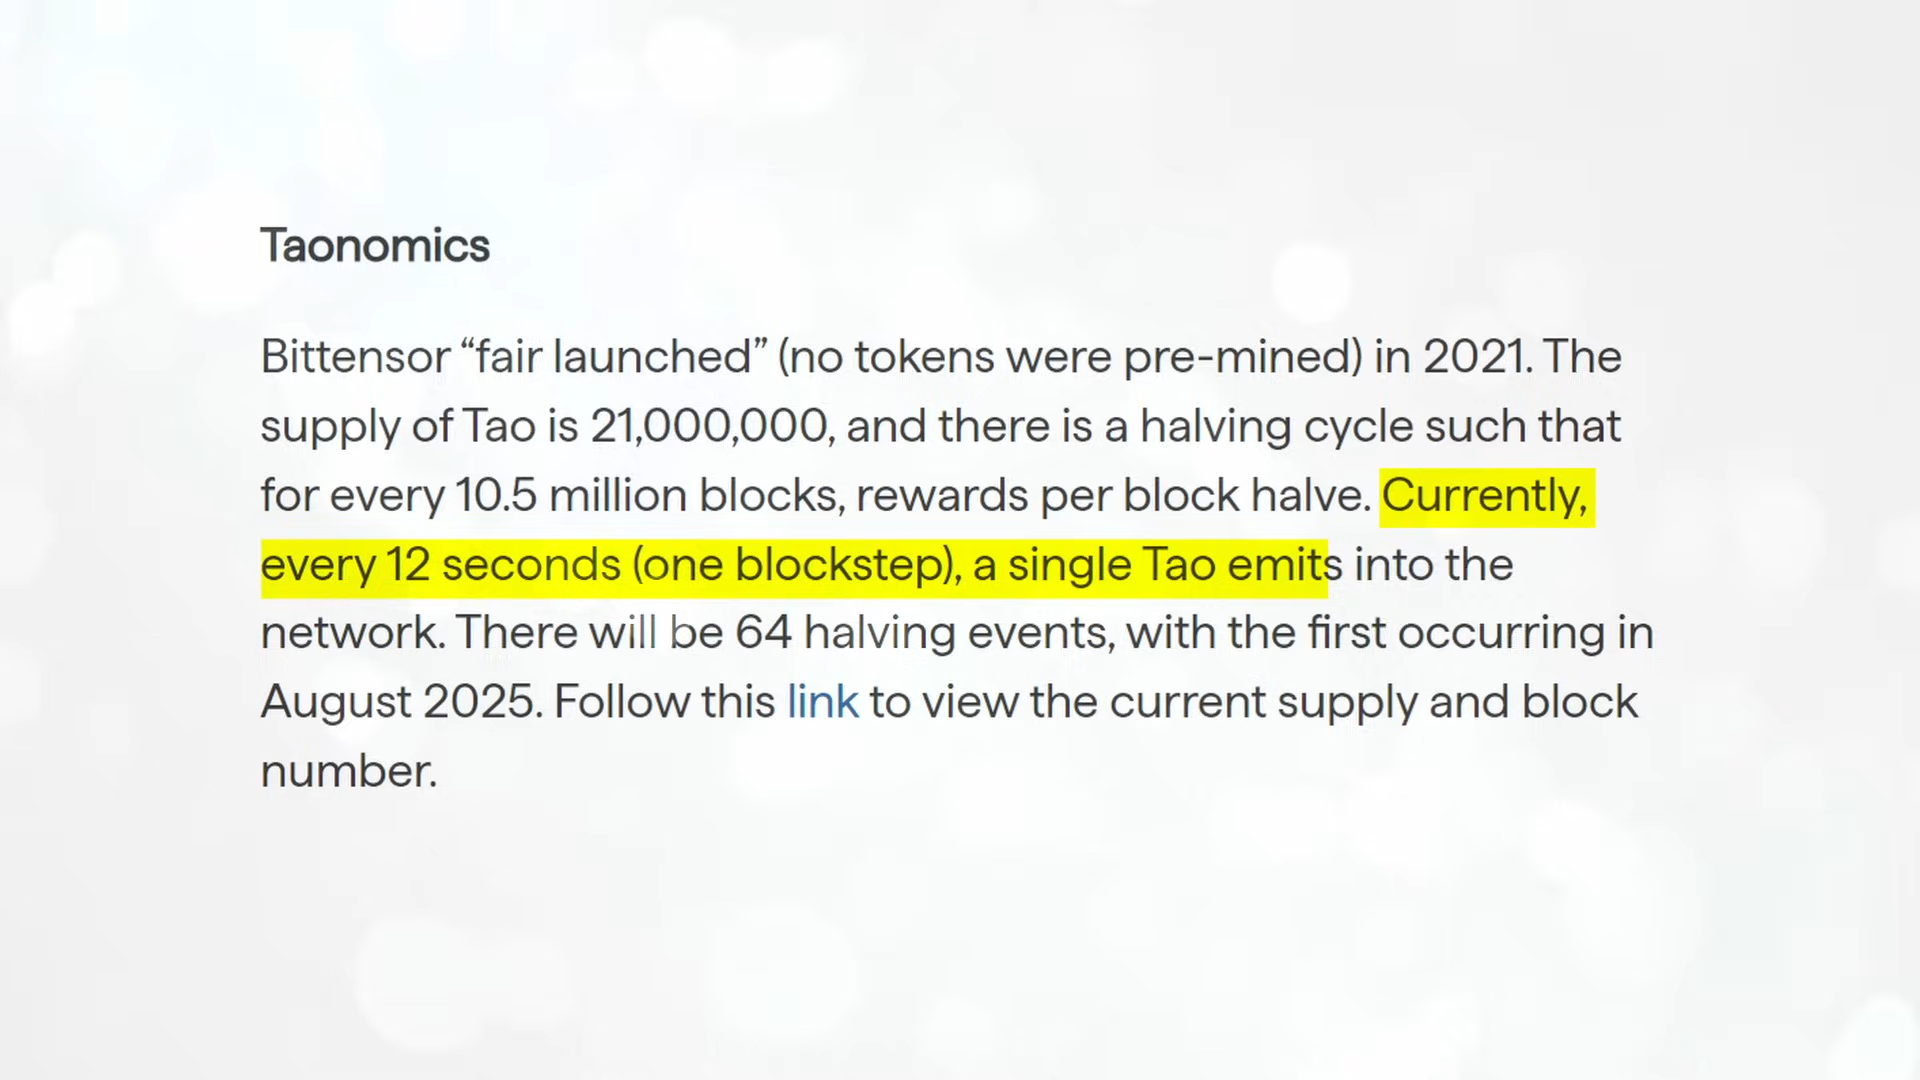 Taonomics
Bittensor “fair launched” (no tokens were pre-mined) in 2021. The
supply of Tao is 21,000,000, and there is a halving cycle such that
for every 10.5 million blocks, rewards per block halve. Currently,
every 12 seconds (one blockstep), a single Tao emits into the
network. There will be 64 halving events, with the first occurring in
August 2025. Follow this link to view the current supply and block
number.